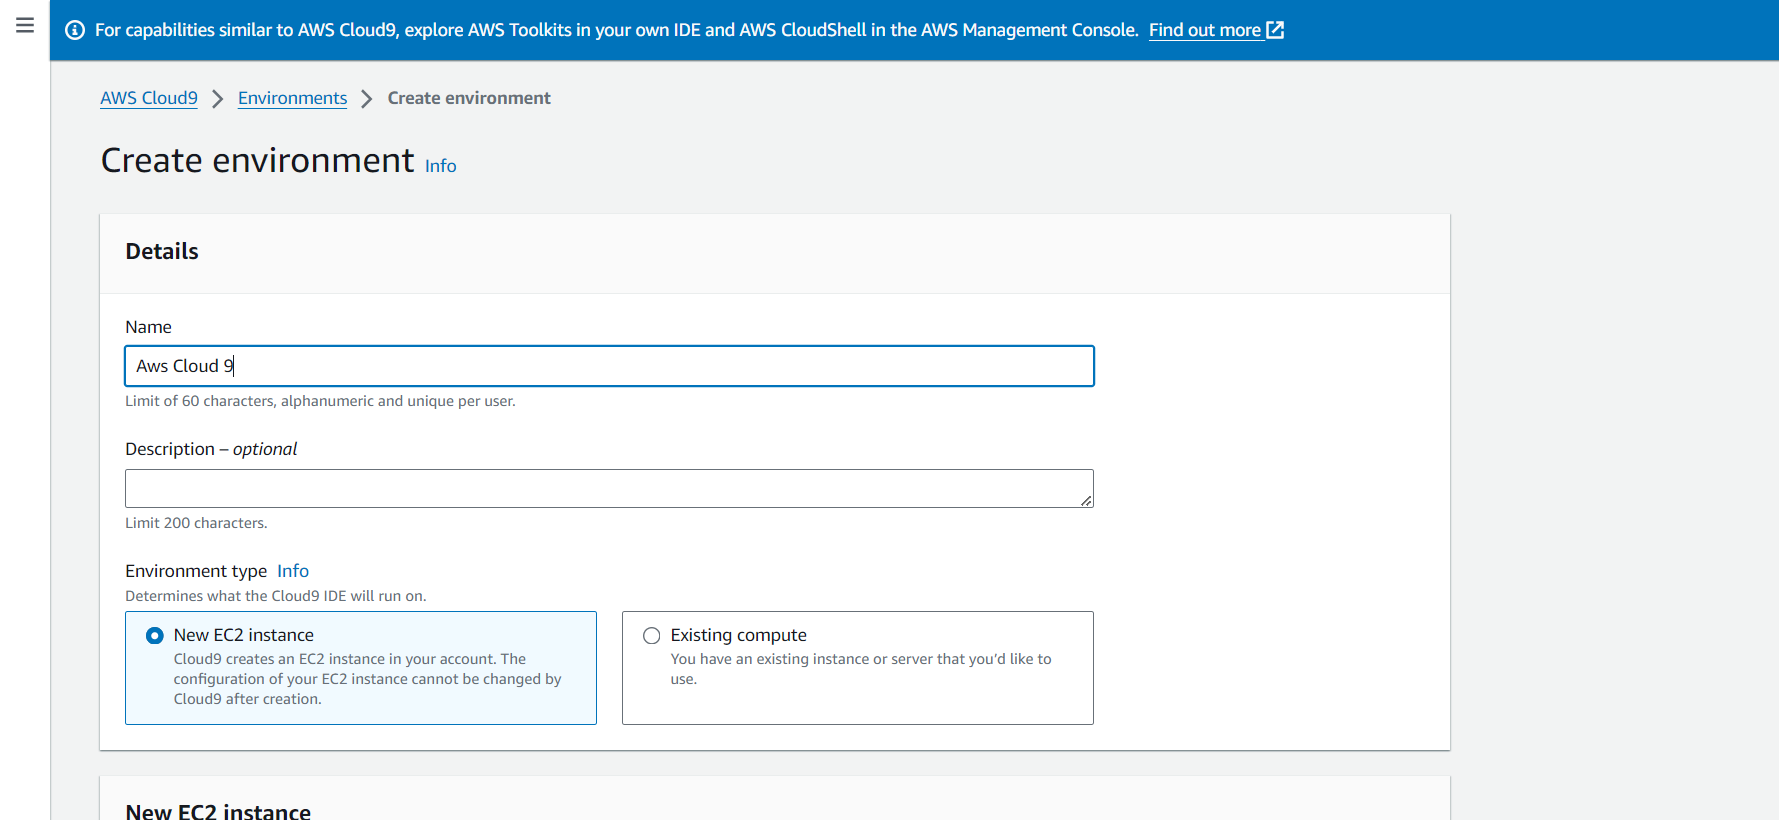 For capabilities similar to AWS Cloud9, explore AWS Toolkits in your own IDE and AWS CloudShell in the AWS Management Console. Find out more
AWS Cloud9 > Environments > Create environment
Create environment Info
Details
Name
Aws Cloud 9
Limit of 60 characters, alphanumeric and unique per user.
Description – optional
Limit 200 characters.
Environment type Info
Determines what the Cloud9 IDE will run on.
New EC2 instance
Cloud9 creates an EC2 instance in your account. The
configuration of your EC2 instance cannot be changed by
Cloud9 after creation.
Existing compute
You have an existing instance or server that you'd like to
use.
New EC2 instance